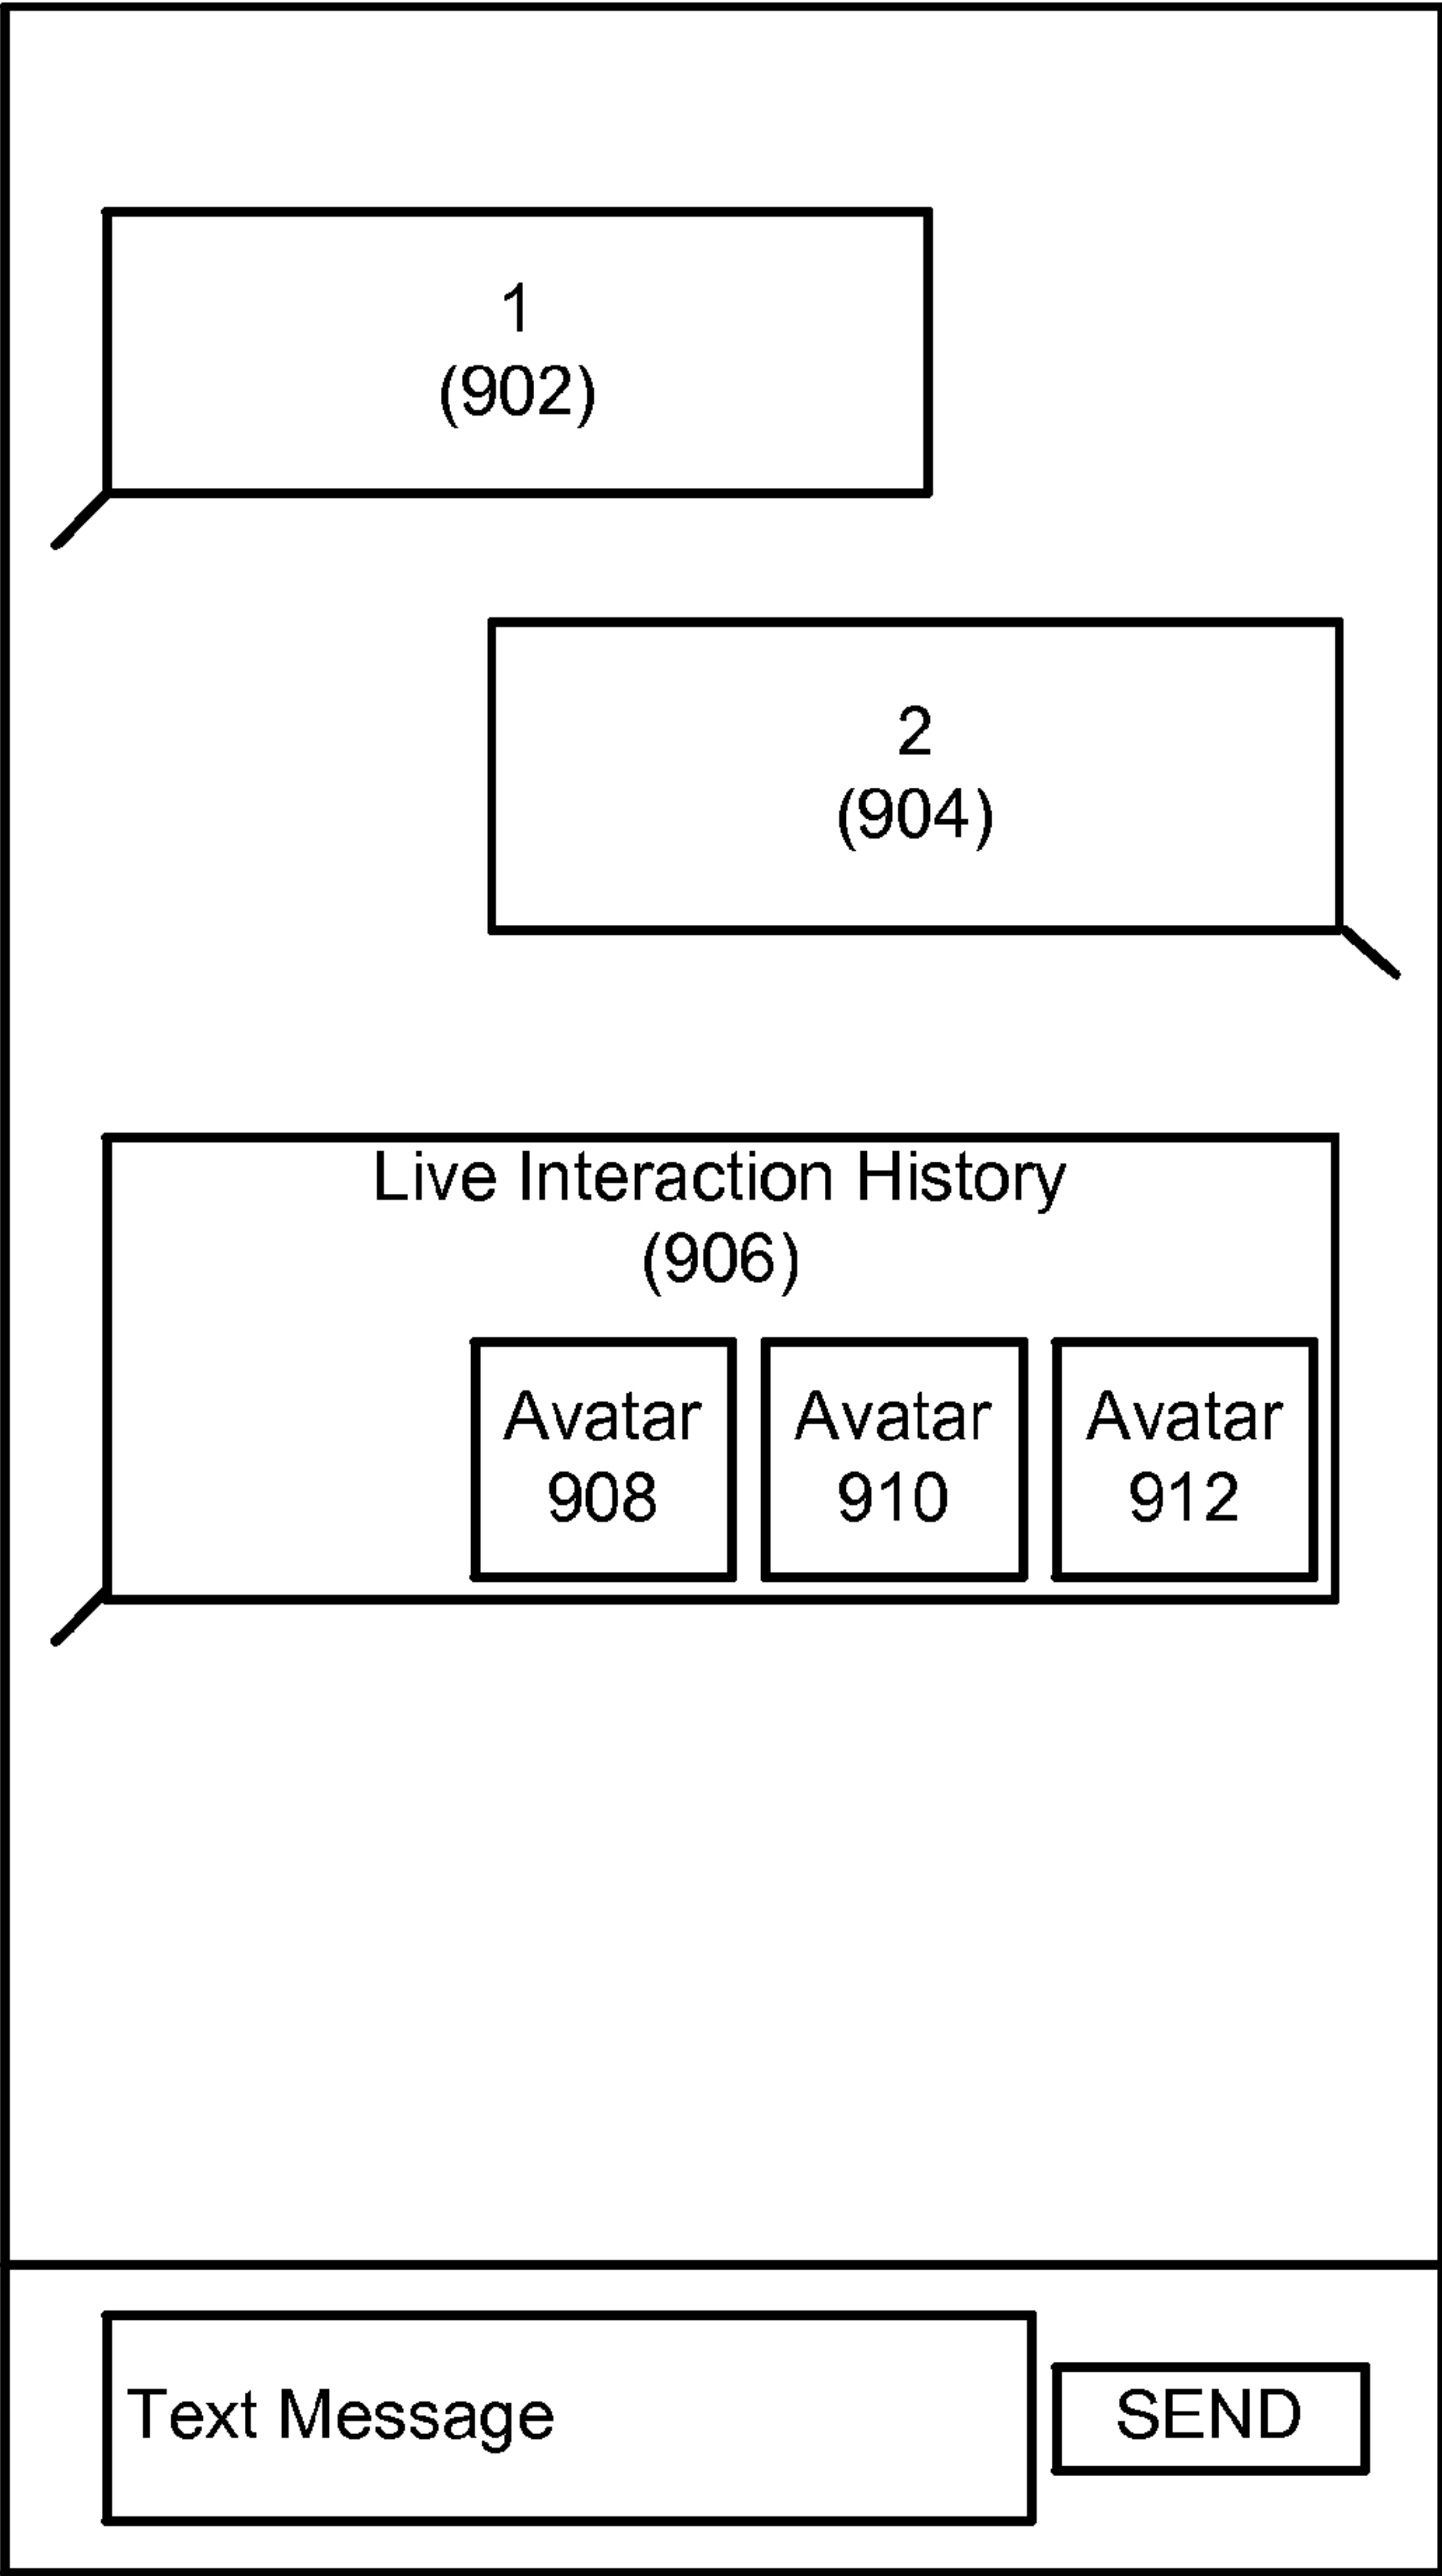 1
(902)
2
(904)
Live Interaction History
(906)
Avatar
908
Avatar
910
Avatar
912
Text Message
SEND